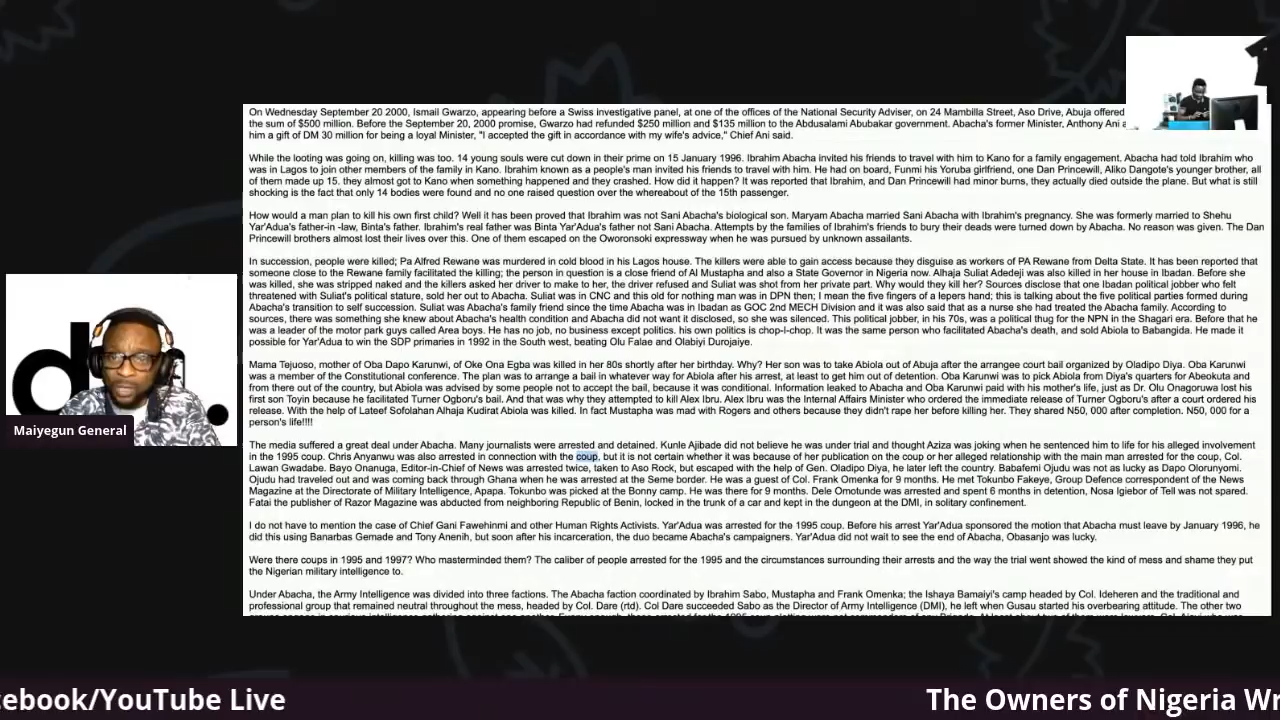 On Wednesday September 20 2000, Ismail Gwarzo, appearing before a Swiss investigative panel, at one of the offices of the National Security Adviser, on 24 Mambilla Street, Aso Drive, Abuja offered
the sum of $500 million. Before the September 20, 2000 promise, Gwarzo had refunded $250 million and $135 million to the Abdusalami Abubakar government. Abacha's former Minister, Anthony Ani
him a gift of DM 30 million for being a loyal Minister, "I accepted the gift in accordance with my wife's advice," Chief Ani said.
While the looting was going on, killing was too. 14 young souls were cut down in their prime on 15 January 1996. Ibrahim Abacha invited his friends to travel with him to Kano for a family engagement. Abacha had told Ibrahim who
was in Lagos to join other members of the family in Kano. Ibrahim known as a people's man invited his friends to travel with him. He had on board, Funmi his Yoruba girlfriend, one Dan Princewill, Aliko Dangote's younger brother, all
of them made up 15. they almost got to Kano when something happened and they crashed. How did it happen? It was reported that Ibrahim, and Dan Princewill had minor burns, they actually died outside the plane. But what is still
shocking is the fact that only 14 bodies were found and no one raised question over the whereabout of the 15th passenger.
How would a man plan to kill his own first child? Well it has been proved that Ibrahim was not Sani Abacha's biological son. Maryam Abacha married Sani Abacha with Ibrahim's pregnancy. She was formerly married to Shehu
Yar'Adua's father-in -law, Binta's father. Ibrahim's real father was Binta Yar'Adua's father not Sani Abacha. Attempts by the families of Ibrahim's friends to bury their deads were turned down by Abacha. No reason was given. The Dan
Princewill brothers almost lost their lives over this. One of them escaped on the Oworonsoki expressway when he was pursued by unknown assailants.
In succession, people were killed; Pa Alfred Rewane was murdered in cold blood in his Lagos house. The killers were able to gain access because they disguise as workers of PA Rewane from Delta State. It has been reported that
someone close to the Rewane family facilitated the killing; the person in question is a close friend of Al Mustapha and also a State Governor in Nigeria now. Alhaja Suliat Adedeji was also killed in her house in Ibadan. Before she
was killed, she was stripped naked and the killers asked her driver to make to her, the driver refused and Suliat was shot from her private part. Why would they kill her? Sources disclose that one Ibadan political jobber who felt
threatened with Suliat's political stature, sold her out to Abacha. Suliat was in CNC and this old for nothing man was in DPN then; I mean the five fingers of a lepers hand; this is talking about the five political parties formed during
Abacha's transition to self succession. Suliat was Abacha's family friend since the time Abacha was in Ibadan as GOC 2nd MECH Division and it was also said that as a nurse she had treated the Abacha family. According to
sources, there was something she knew about Abacha's health condition and Abacha did not want it disclosed, so she was silenced. This political jobber, in his 70s, was a political thug for the NPN in the Shagari era. Before that he
was a leader of the motor park guys called Area boys. He has no job, no business except politics. his own politics is chop-I-chop. It was the same person who facilitated Abacha's death, and sold Abiola to Babangida. He made it
possible for Yar'Adua to win the SDP primaries in 1992 in the South west, beating Olu Falae and Olabiyi Durojaiye.
Mama Tejuoso, mother of Oba Dapo Karunwi, of Oke Ona Egba was killed in her 80s shortly after her birthday. Why? Her son was to take Abiola out of Abuja after the arrangee court bail organized by Oladipo Diya. Oba Karunwi
was a member of the Constitutional conference. The plan was to arrange a bail in whatever way for Abiola after his arrest, at least to get him out of detention. Oba Karunwi was to pick Abiola from Diya's quarters for Abeokuta and
from there out of the country, but Abiola was advised by some people not to accept the bail, because it was conditional. Information leaked to Abacha and Oba Karunwi paid with his mother's life, just as Dr. Olu Onagoruwa lost his
first son Toyin because he facilitated Turner Ogboru's bail. And that was why they attempted to kill Alex Ibru. Alex Ibru was the Internal Affairs Minister who ordered the immediate release of Turner Ogboru's after a court ordered his
release. With the help of Lateef Sofolahan Alhaja Kudirat Abiola was killed. In fact Mustapha was mad with Rogers and others because they didn't rape her before killing her. They shared N50, 000 after completion. N50, 000 for a
person's life!!!!
The media suffered a great deal under Abacha. Many journalists were arrested and detained. Kunle Ajibade did not believe he was under trial and thought Aziza was joking when he sentenced him to life for his alleged involvement
in the 1995 coup. Chris Anyanwu was also arrested in connection with the coup, but it is not certain whether it was because of her publication on the coup or her alleged relationship with the main man arrested for the coup, Col.
Lawan Gwadabe. Bayo Onanuga, Editor-in-Chief of News was arrested twice, taken to Aso Rock, but escaped with the help of Gen. Oladipo Diya, he later left the country. Babafemi Ojudu was not as lucky as Dapo Olorunyomi.
Ojudu had traveled out and was coming back through Ghana when he was arrested at the Seme border. He was a guest of Col. Frank Omenka for 9 months. He met Tokunbo Fakeye, Group Defence correspondent of the News
Magazine at the Directorate of Military Intelligence, Apapa. Tokunbo was picked at the Bonny camp. He was there for 9 months. Dele Omotunde was arrested and spent 6 months in detention, Nosa Igiebor of Tell was not spared.
Fatai the publisher of Razor Magazine was abducted from neighboring Republic of Benin, locked in the trunk of a car and kept in the dungeon at the DMI, in solitary confinement.
I do not have to mention the case of Chief Gani Fawehinmi and other Human Rights Activists. Yar'Adua was arrested for the 1995 coup. Before his arrest Yar'Adua sponsored the motion that Abacha must leave by January 1996, he
did this using Banarbas Gemade and Tony Anenih, but soon after his incarceration, the duo became Abacha's campaigners. Yar'Adua did not wait to see the end of Abacha, Obasanjo was lucky.
Were there coups in 1995 and 1997? Who masterminded them? The caliber of people arrested for the 1995 and the circumstances surrounding their arrests and the way the trial went showed the kind of mess and shame they put
the Nigerian military intelligence to.
Under Abacha, the Army Intelligence was divided into three factions. The Abacha faction coordinated by Ibrahim Sabo, Mustapha and Frank Omenka; the Ishaya Bamaiyi's camp headed by Col. Ideheren and the traditional and
professional group that remained neutral throughout the mess, headed by Col. Dare (rtd). Col Dare succeeded Sabo as the Director of Army Intelligence (DMI), he left when Gusau started his overbearing attitude. The other two
Maiyegun General
cebook/YouTube Live
The Owners of Nigeria Wr